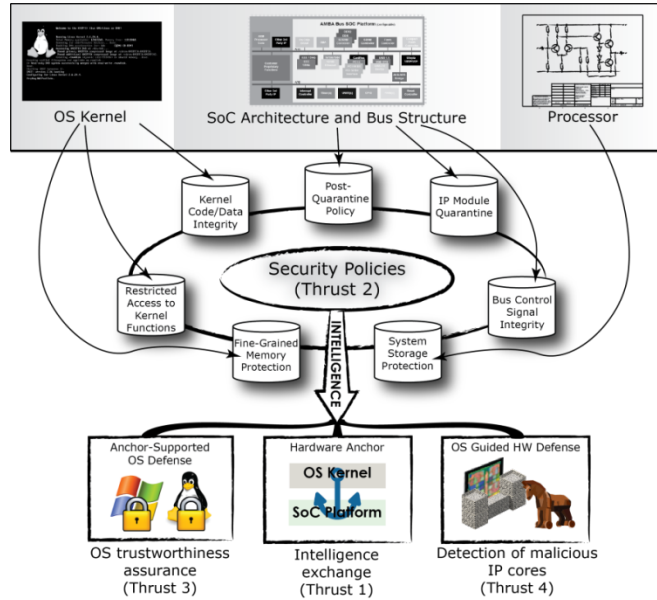 AMBA Bus SOC Platform
OS Kernel
SoC Architecture and Bus Structure
Processor
Kernel
Code/Data
Integrity
Post-
Quarantine
Policy
IP Module
Quarantine
Security Policies
(Thrust 2)
Restricted
Access to
Kernel
Functions
Bus Control
Signal
Integrity
Fine-Grained
Memory
Protection
System
Storage
Protection
INTELLIGENCE
Anchor-Supported
OS Defense
Hardware Anchor
OS Kernel
SoC Platform
OS Guided HW Defense
OS trustworthiness
assurance
(Thrust 3)
Intelligence
exchange
(Thrust 1)
Detection of malicious
IP cores
(Thrust 4)